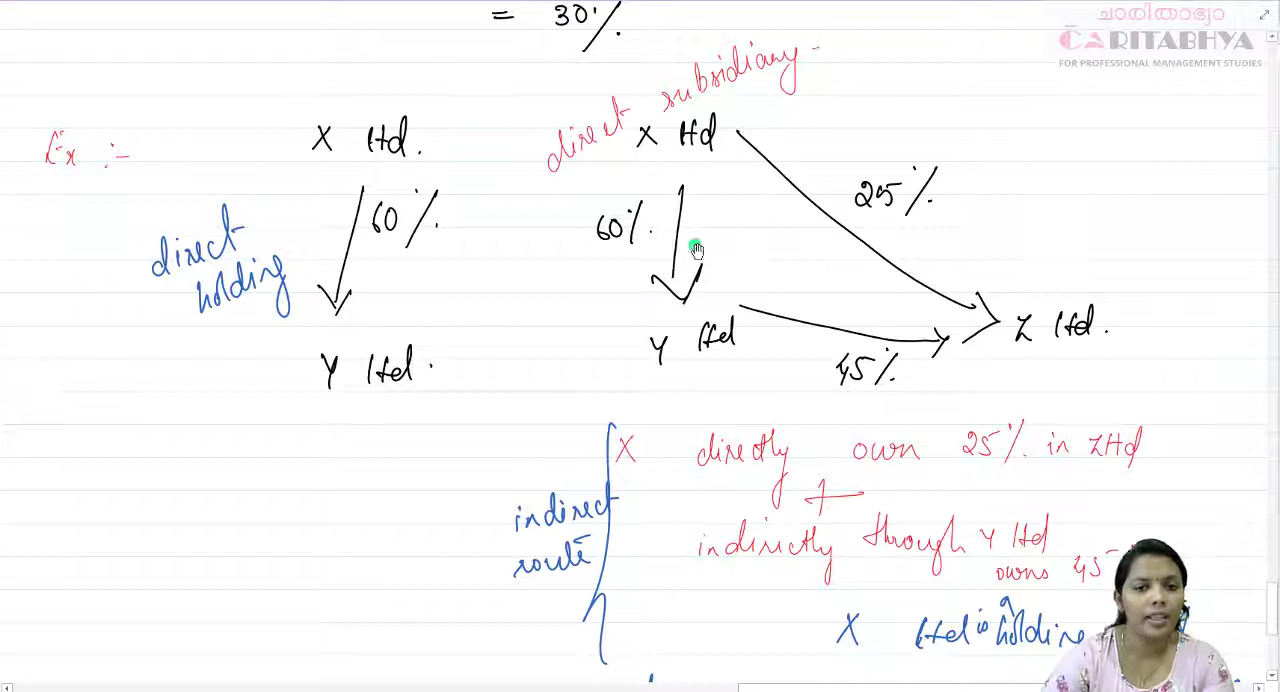 = 30%
ചാരിതാഭ്യാ
CARITABHYA
FOR PROFESSIONAL MANAGEMENT STUDIES
direct subsidiary -
Ex :-
X Ltd.
X Ltd
60%
60%.
25%
direct
holding
Y Ltd.
Y Ltd
45%
Z Ltd.
X directly own 25% in Z Ltd
+
indirect
route
indirectly through Y Ltd
owns 45
X Ltd is a holding